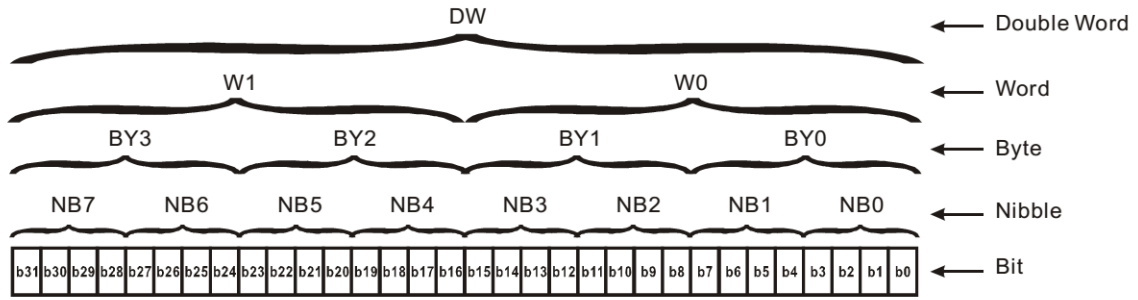 DW Double Word
W1 W0 Word
BY3 BY2 BY1 BY0 Byte
NB7 NB6 NB5 NB4 NB3 NB2 NB1 NB0 Nibble
b31 b30 b29 b28 b27 b26 b25 b24 b23 b22 b21 b20 b19 b18 b17 b16 b15 b14 b13 b12 b11 b10 b9 b8 b7 b6 b5 b4 b3 b2 b1 b0 Bit